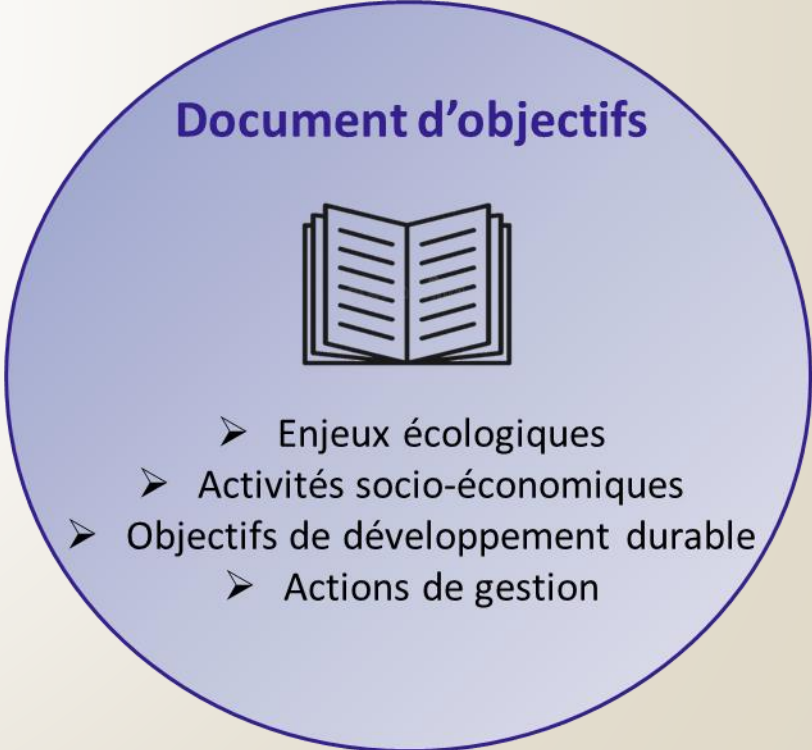 Document d’objectifs
➢ Enjeux écologiques
➢ Activités socio-économiques
➢ Objectifs de développement durable
➢ Actions de gestion